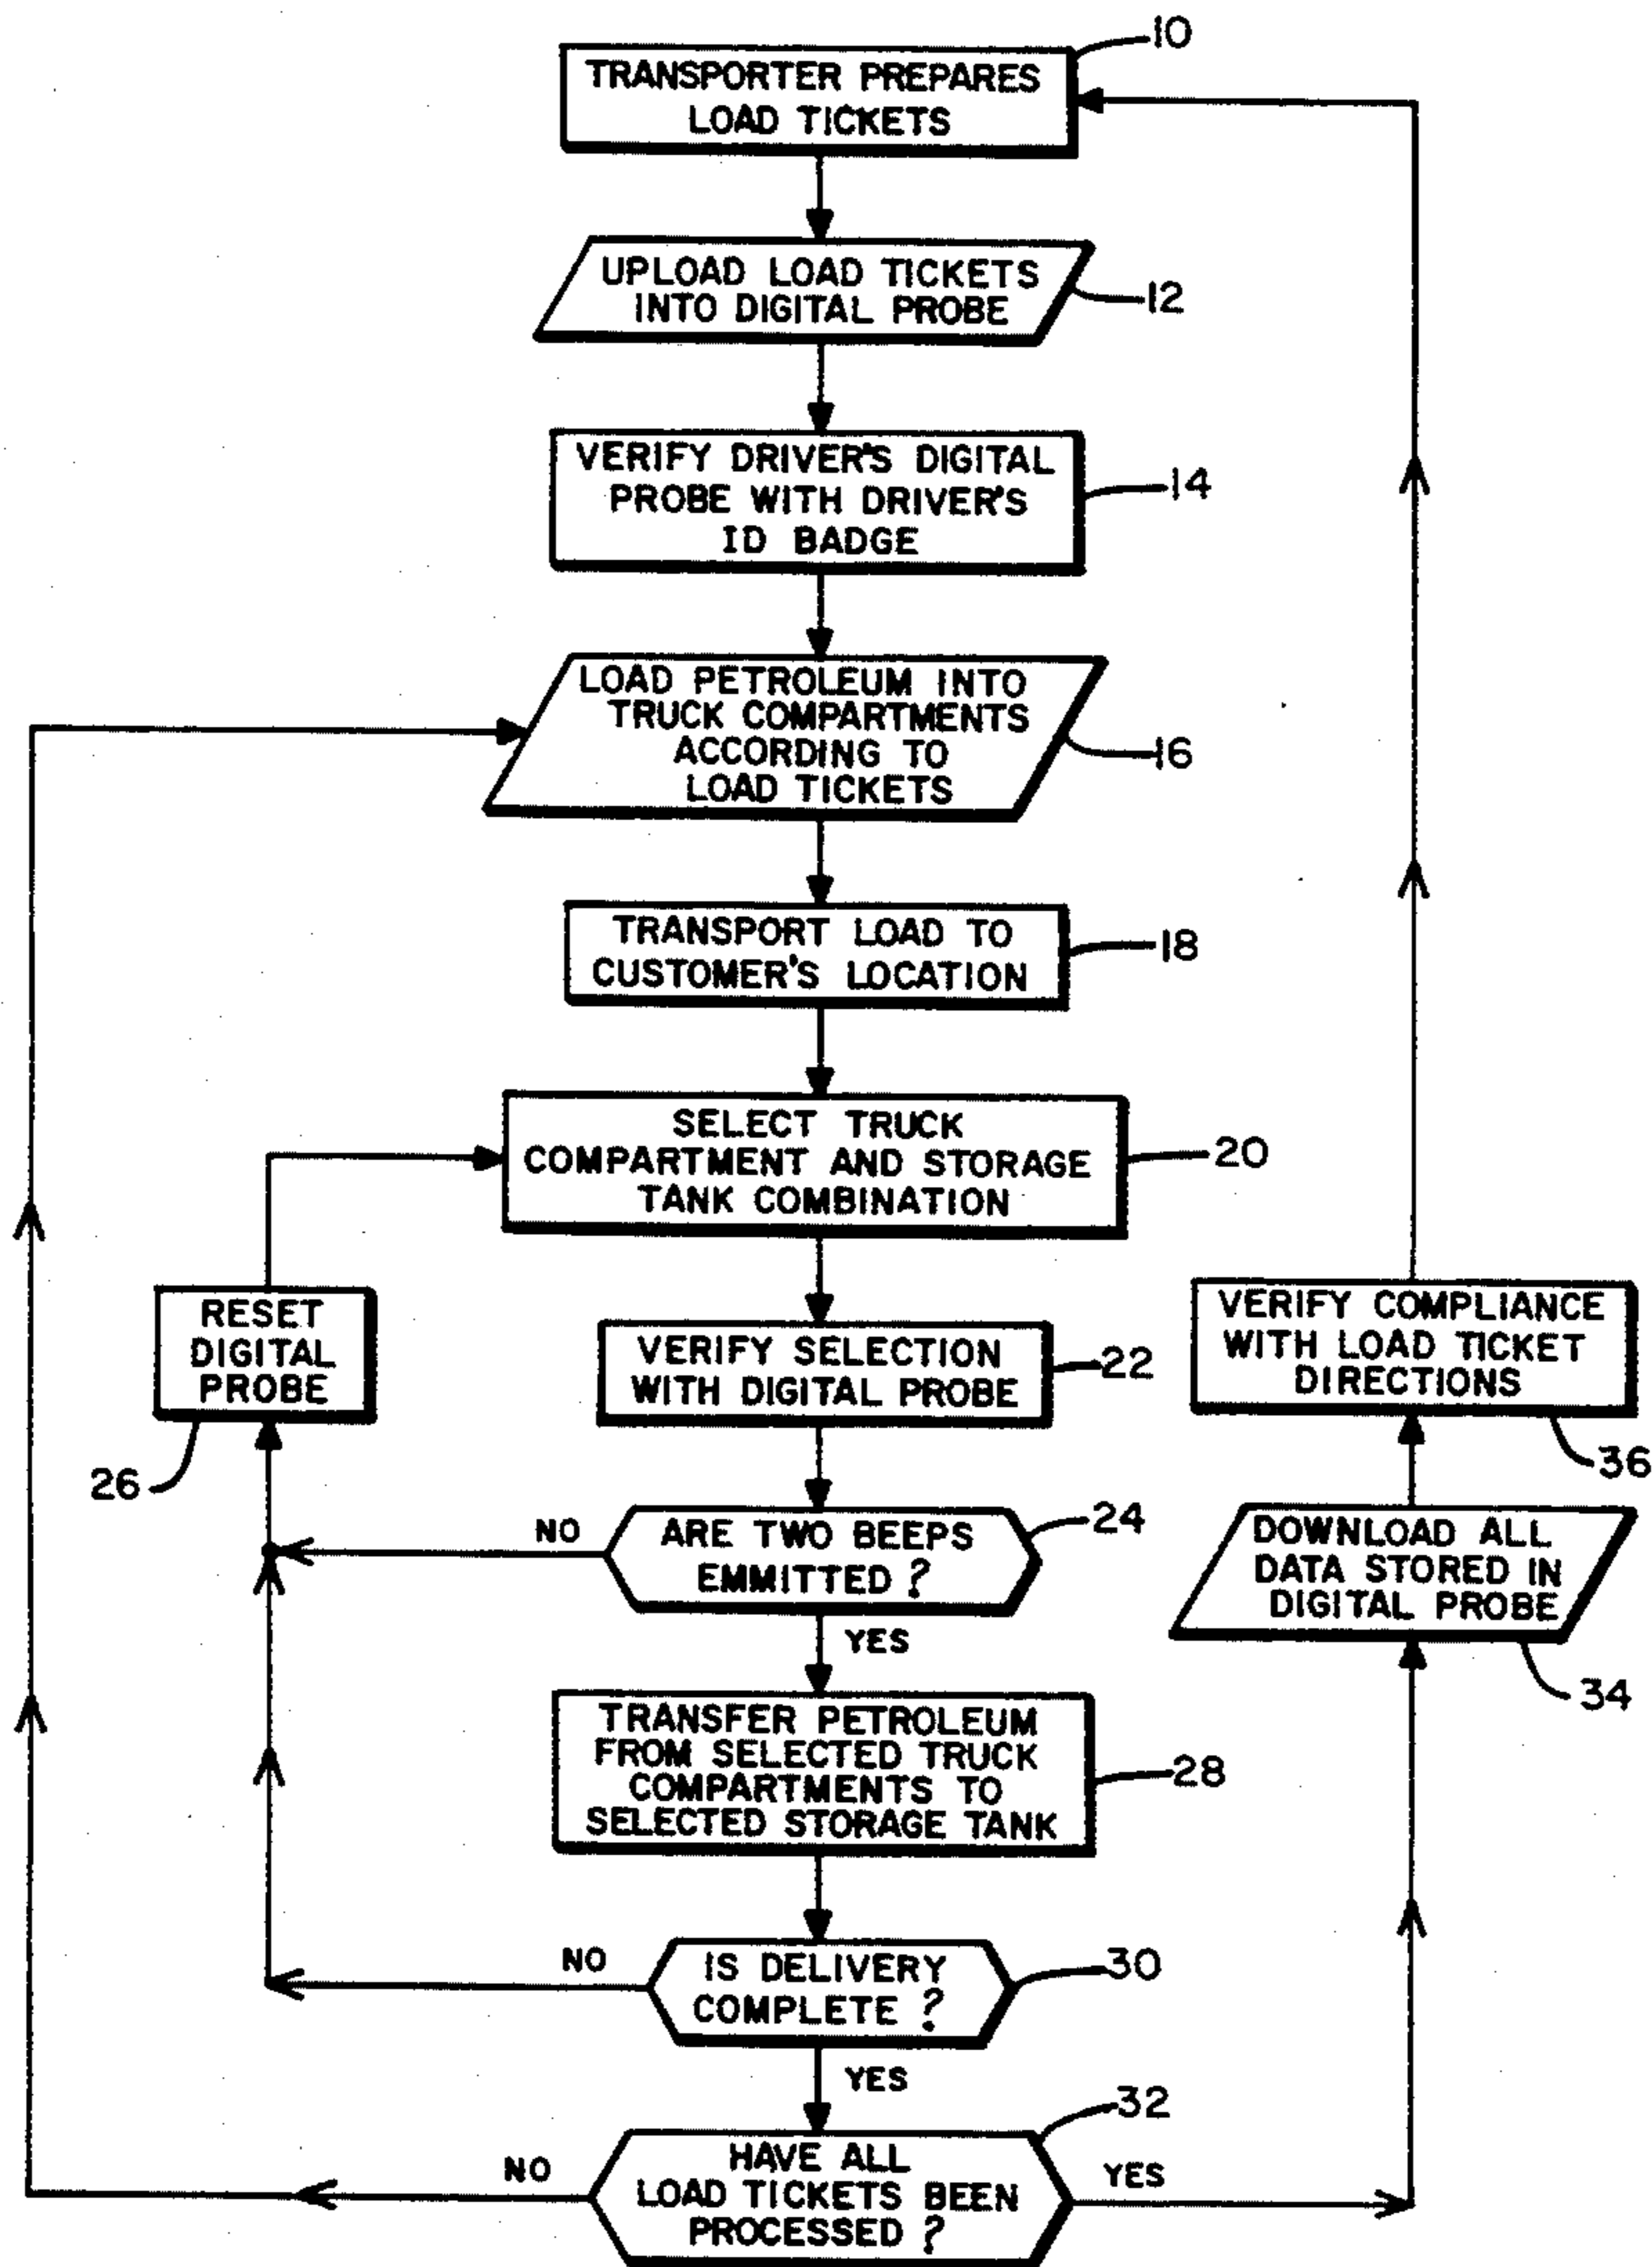 10
TRANSPORTER PREPARES
LOAD TICKETS
UPLOAD LOAD TICKETS
INTO DIGITAL PROBE
12
VERIFY DRIVER'S DIGITAL
PROBE WITH DRIVER'S
ID BADGE
14
LOAD PETROLEUM INTO
TRUCK COMPARTMENTS
ACCORDING TO
LOAD TICKETS
16
TRANSPORT LOAD TO
CUSTOMER'S LOCATION
18
SELECT TRUCK
COMPARTMENT AND STORAGE
TANK COMBINATION
20
RESET
DIGITAL
PROBE
26
VERIFY SELECTION
WITH DIGITAL PROBE
22
VERIFY COMPLIANCE
WITH LOAD TICKET
DIRECTIONS
36
NO
ARE TWO BEEPS
EMMITTED ?
24
YES
DOWNLOAD ALL
DATA STORED IN
DIGITAL PROBE
34
TRANSFER PETROLEUM
FROM SELECTED TRUCK
COMPARTMENTS TO
SELECTED STORAGE TANK
28
NO
IS DELIVERY
COMPLETE ?
30
YES
32
NO
HAVE ALL
LOAD TICKETS BEEN
PROCESSED ?
YES